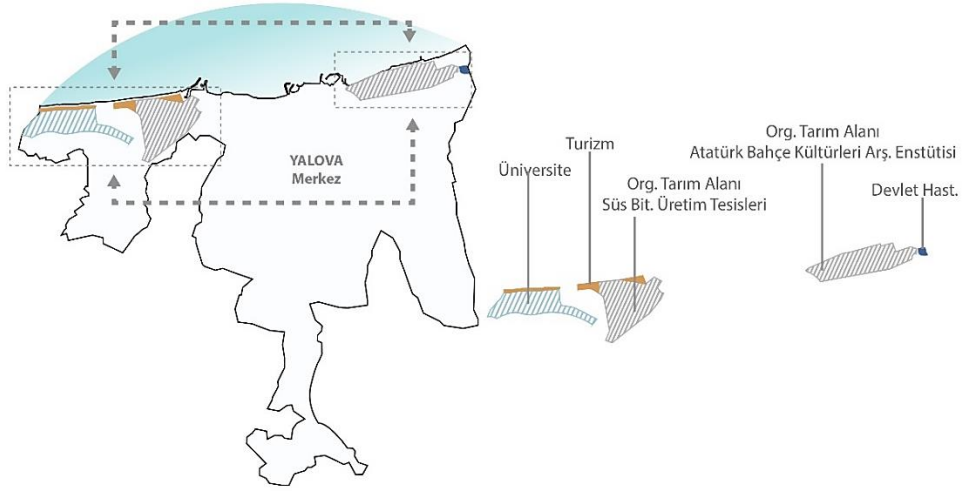 YALOVA
Merkez
Üniversite
Turizm
Org. Tarım Alanı
Süs Bit. Üretim Tesisleri
Org. Tarım Alanı
Atatürk Bahçe Kültürleri Arş. Enstütisi
Devlet Hast.